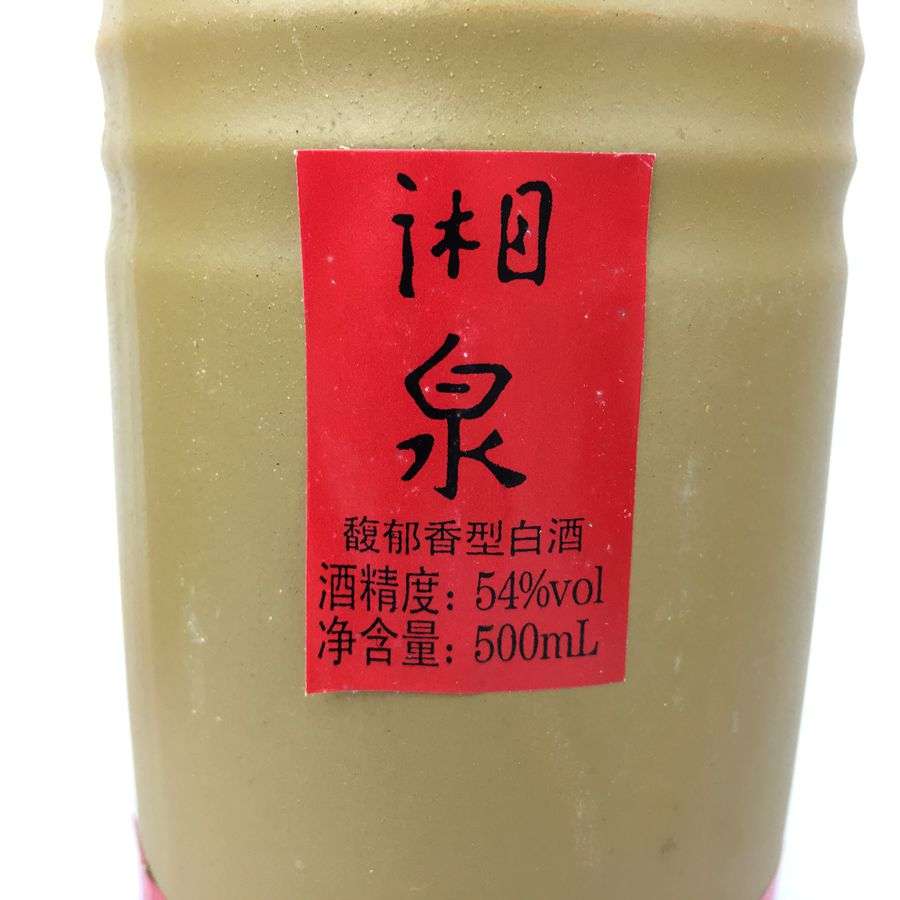 湘
泉
馥郁香型白酒
酒精度：54%vol
净含量：500mL